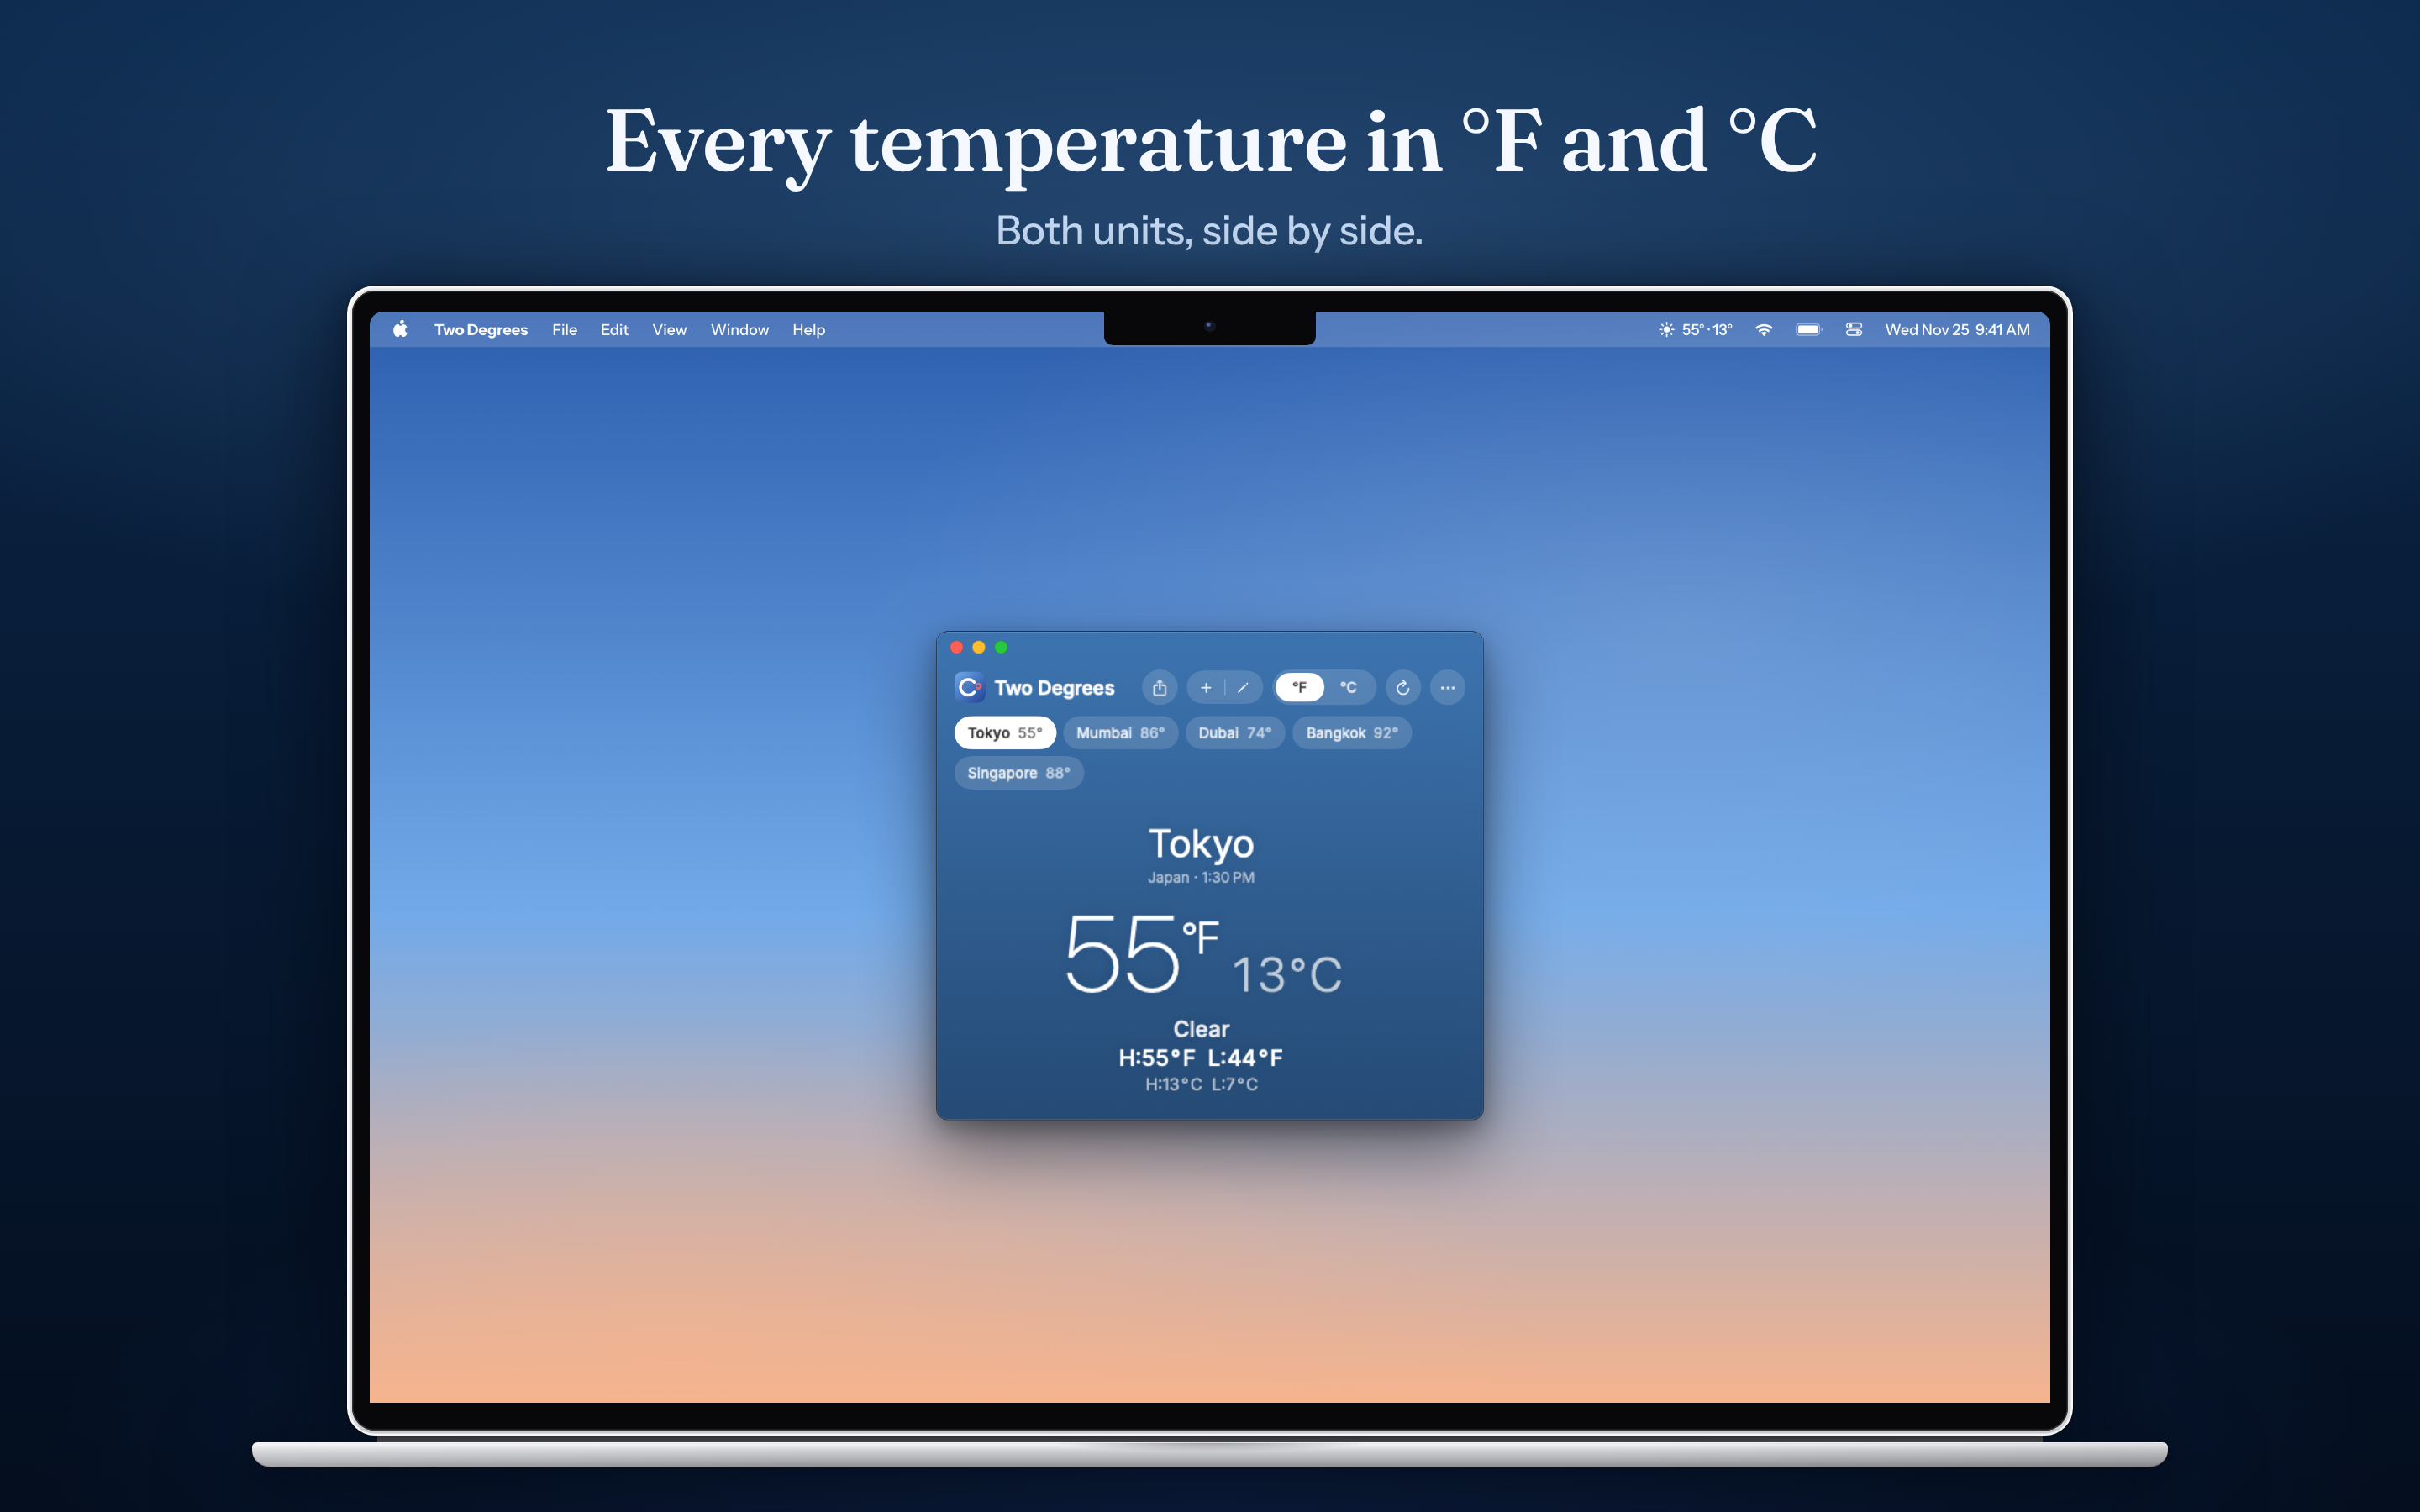 Every temperature in °F and °C
Both units, side by side.
Two Degrees File Edit View Window Help 55° · 13° Wed Nov 25 9:41 AM
Two Degrees °F °C
Tokyo 55° Mumbai 86° Dubai 74° Bangkok 92°
Singapore 88°
Tokyo
Japan · 1:30 PM
55°F 13°C
Clear
H:55°F L:44°F
H:13°C L:7°C